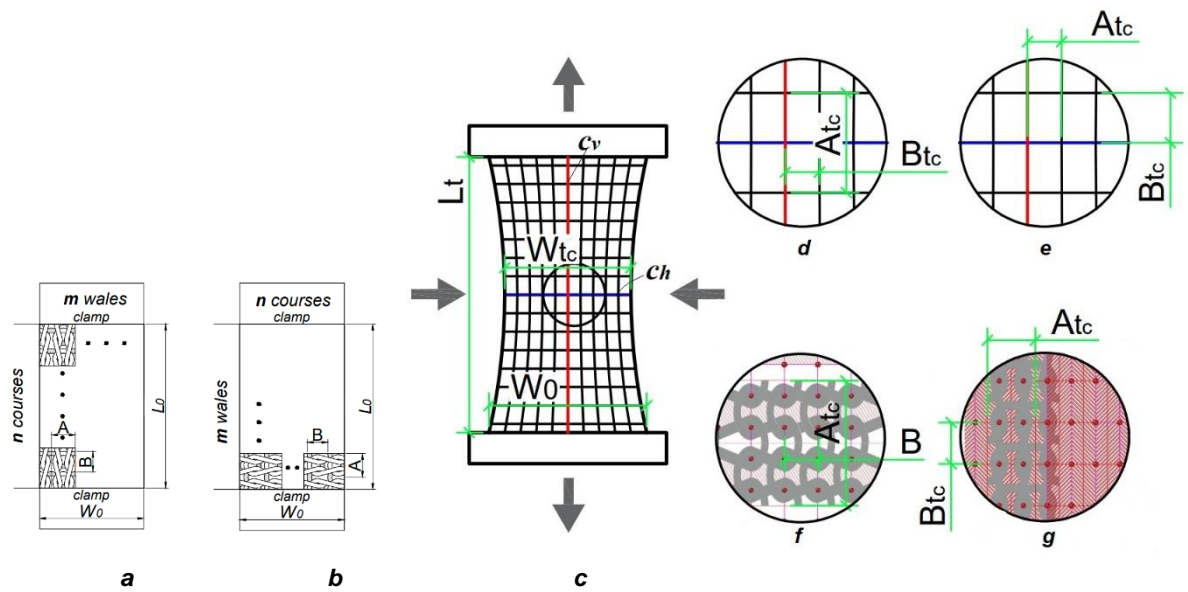 m wales
clamp
n courses
A
B
L0
clamp
W0
a
n courses
clamp
m wales
B
A
L0
clamp
W0
b
cv
Lt
Wtc
ch
W0
c
Atc
Btc
d
Atc
Btc
e
Atc
B
f
Atc
Btc
g